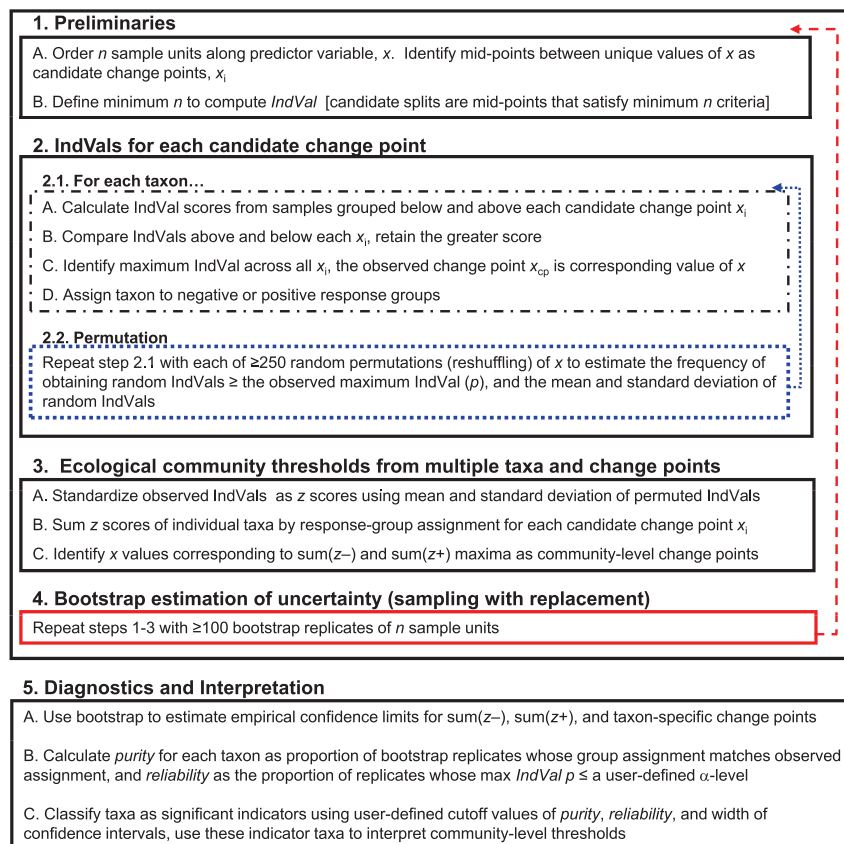 1. Preliminaries
A. Order n sample units along predictor variable, x.  Identify mid-points between unique values of x as
candidate change points, xi
B. Define minimum n to compute IndVal  [candidate splits are mid-points that satisfy minimum n criteria]
2. IndVals for each candidate change point
2.1. For each taxon…
A. Calculate IndVal scores from samples grouped below and above each candidate change point xi
B. Compare IndVals above and below each xi, retain the greater score
C. Identify maximum IndVal across all xi, the observed change point xcp is corresponding value of x
D. Assign taxon to negative or positive response groups
2.2. Permutation
Repeat step 2.1 with each of ≥250 random permutations (reshuffling) of x to estimate the frequency of
obtaining random IndVals ≥ the observed maximum IndVal (p), and the mean and standard deviation of
random IndVals
3.  Ecological community thresholds from multiple taxa and change points
A. Standardize observed IndVals  as z scores using mean and standard deviation of permuted IndVals
B. Sum z scores of individual taxa by response-group assignment for each candidate change point xi
C. Identify x values corresponding to sum(z–) and sum(z+) maxima as community-level change points
4. Bootstrap estimation of uncertainty (sampling with replacement)
Repeat steps 1-3 with ≥100 bootstrap replicates of n sample units
5. Diagnostics and Interpretation
A. Use bootstrap to estimate empirical confidence limits for sum(z–), sum(z+), and taxon-specific change points
B. Calculate purity for each taxon as proportion of bootstrap replicates whose group assignment matches observed
assignment, and reliability as the proportion of replicates whose max IndVal p ≤ a user-defined α-level
C. Classify taxa as significant indicators using user-defined cutoff values of purity, reliability, and width of
confidence intervals, use these indicator taxa to interpret community-level thresholds